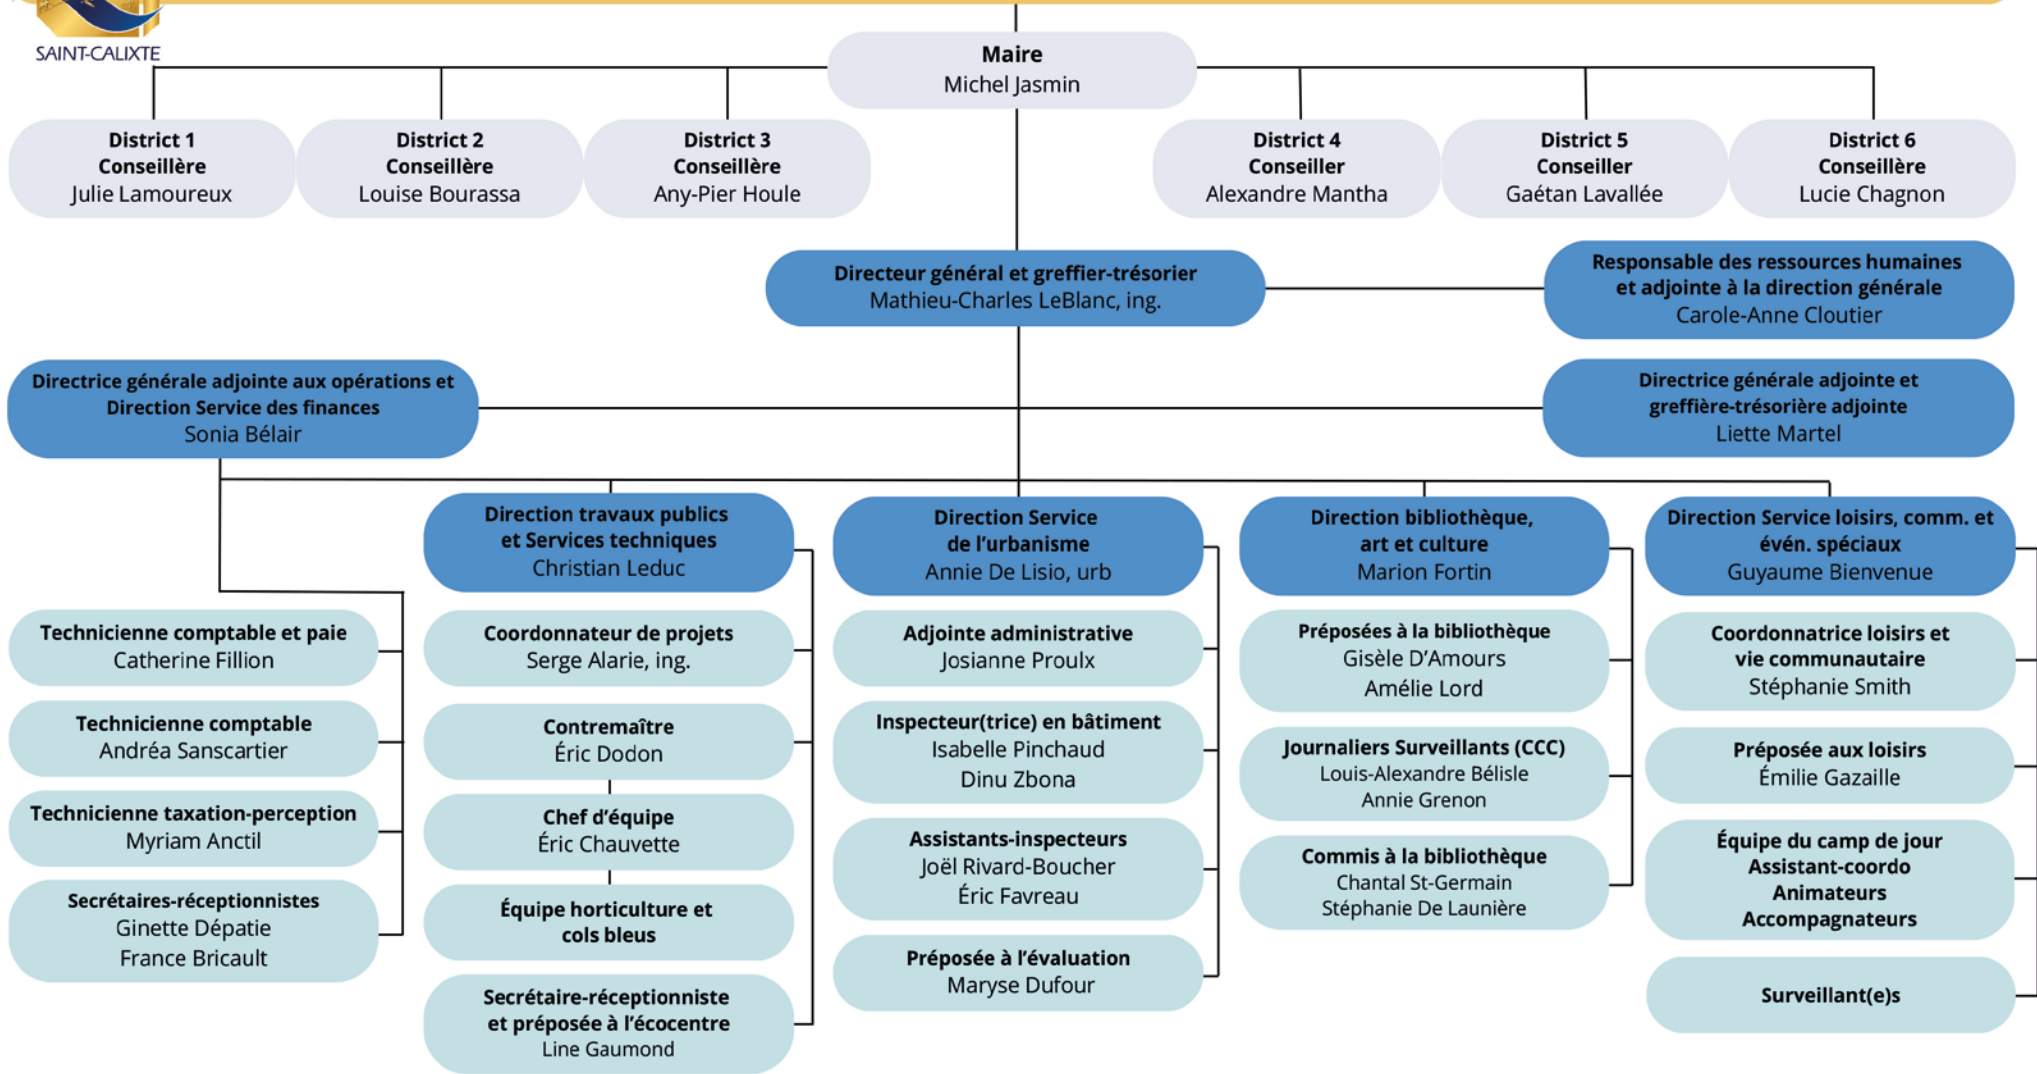 SAINT-CALIXTE
Maire
Michel Jasmin
District 1
Conseillère
Julie Lamoureux
District 2
Conseillère
Louise Bourassa
District 3
Conseillère
Any-Pier Houle
District 4
Conseiller
Alexandre Mantha
District 5
Conseiller
Gaétan Lavallée
District 6
Conseillère
Lucie Chagnon
Directeur général et greffier-trésorier
Mathieu-Charles LeBlanc, ing.
Responsable des ressources humaines
et adjointe à la direction générale
Carole-Anne Cloutier
Directrice générale adjointe aux opérations et
Direction Service des finances
Sonia Bélair
Directrice générale adjointe et
greffière-trésorière adjointe
Liette Martel
Technicienne comptable et paie
Catherine Fillion
Technicienne comptable
Andréa Sanscartier
Technicienne taxation-perception
Myriam Anctil
Secrétaires-réceptionnistes
Ginette Dépatie
France Bricault
Direction travaux publics
et Services techniques
Christian Leduc
Coordonnateur de projets
Serge Alarie, ing.
Contremaître
Éric Dodon
Chef d'équipe
Éric Chauvette
Équipe horticulture et
cols bleus
Secrétaire-réceptionniste
et préposée à l'écocentre
Line Gaumond
Direction Service
de l'urbanisme
Annie De Lisio, urb
Adjointe administrative
Josianne Proulx
Inspecteur(trice) en bâtiment
Isabelle Pinchaud
Dinu Zbona
Assistants-inspecteurs
Joël Rivard-Boucher
Éric Favreau
Préposée à l'évaluation
Maryse Dufour
Direction bibliothèque,
art et culture
Marion Fortin
Préposées à la bibliothèque
Gisèle D'Amours
Amélie Lord
Journaliers Surveillants (CCC)
Louis-Alexandre Bélisle
Annie Grenon
Commis à la bibliothèque
Chantal St-Germain
Stéphanie De Launière
Direction Service loisirs, comm. et
évén. spéciaux
Guyaume Bienvenue
Coordonnatrice loisirs et
vie communautaire
Stéphanie Smith
Préposée aux loisirs
Émilie Gazaille
Équipe du camp de jour
Assistant-coordo
Animateurs
Accompagnateurs
Surveillant(e)s